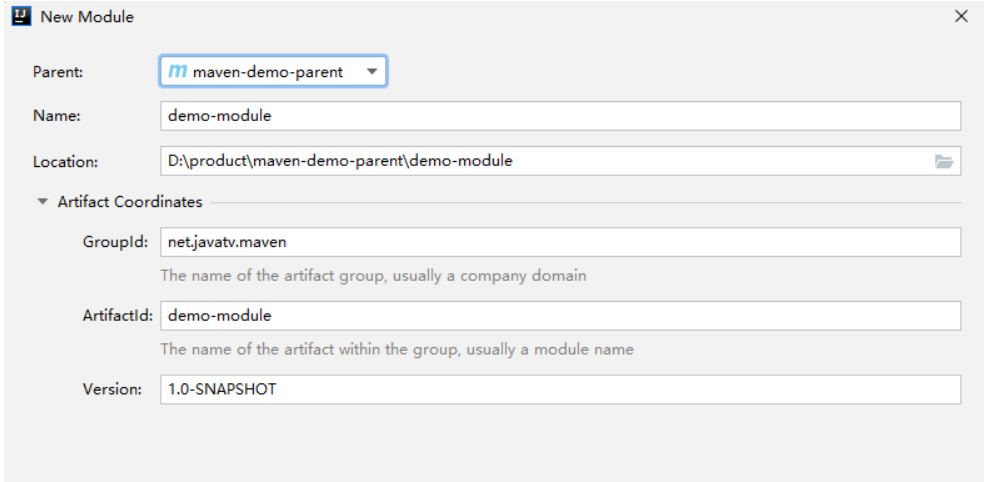 IJ New Module
Parent: m maven-demo-parent
Name: demo-module
Location: D:\product\maven-demo-parent\demo-module
Artifact Coordinates
GroupId: net.javatv.maven
The name of the artifact group, usually a company domain
ArtifactId: demo-module
The name of the artifact within the group, usually a module name
Version: 1.0-SNAPSHOT